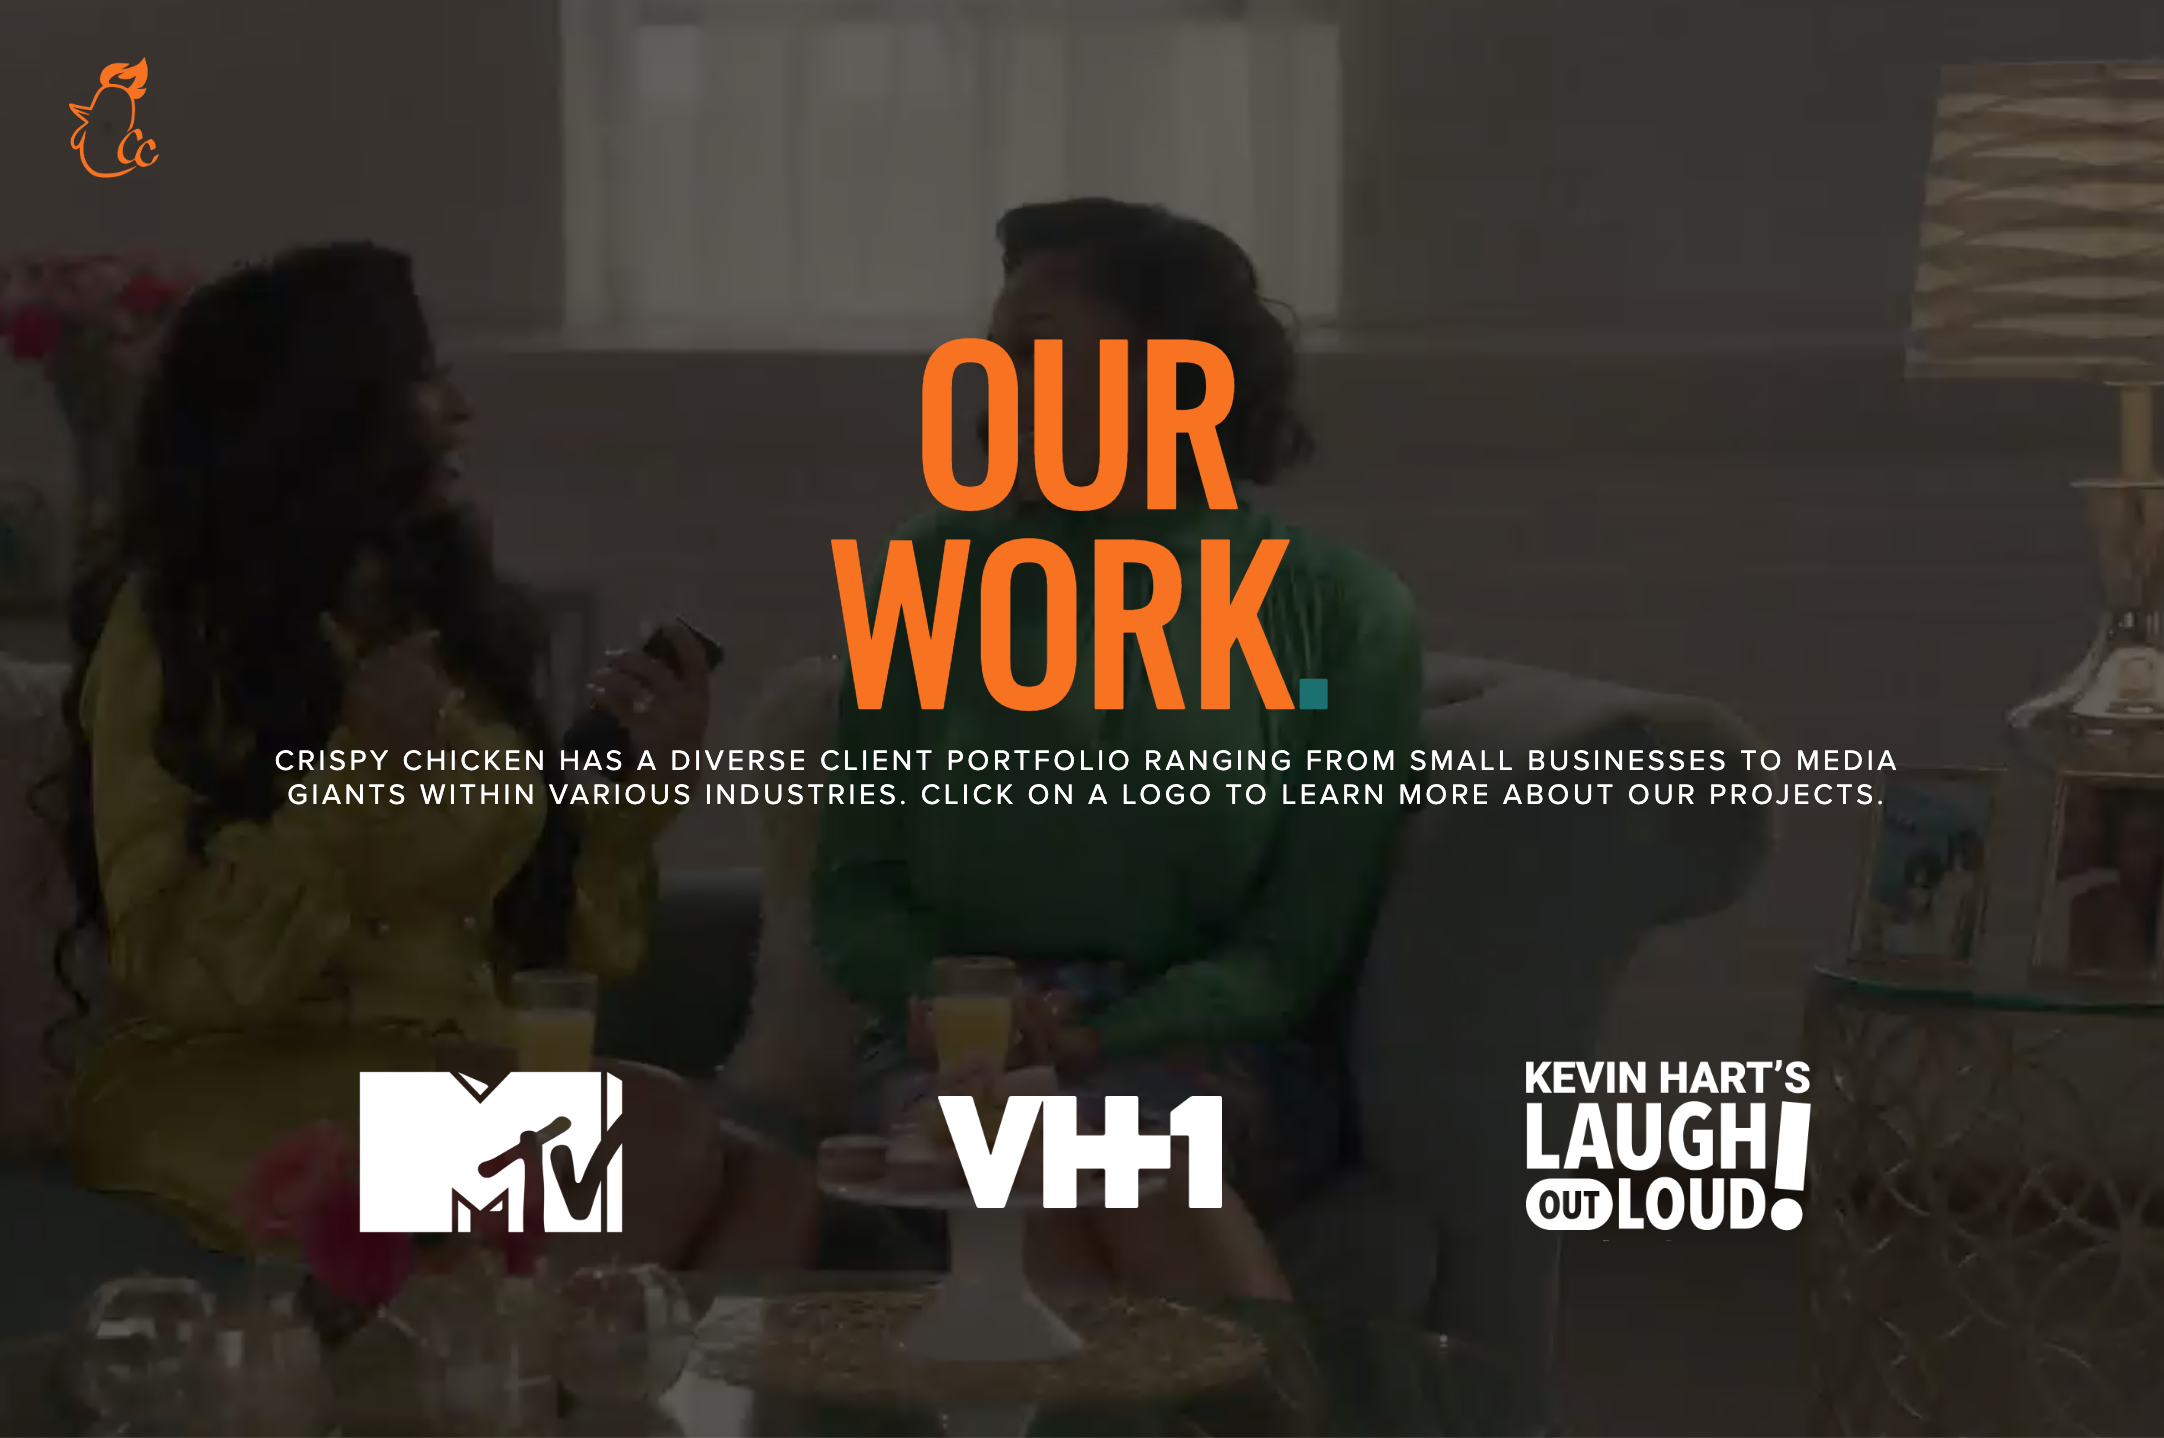 Cc
OUR
WORK.
CRISPY CHICKEN HAS A DIVERSE CLIENT PORTFOLIO RANGING FROM SMALL BUSINESSES TO MEDIA
GIANTS WITHIN VARIOUS INDUSTRIES. CLICK ON A LOGO TO LEARN MORE ABOUT OUR PROJECTS.
MTV
VH1
KEVIN HART'S
LAUGH
OUT LOUD!